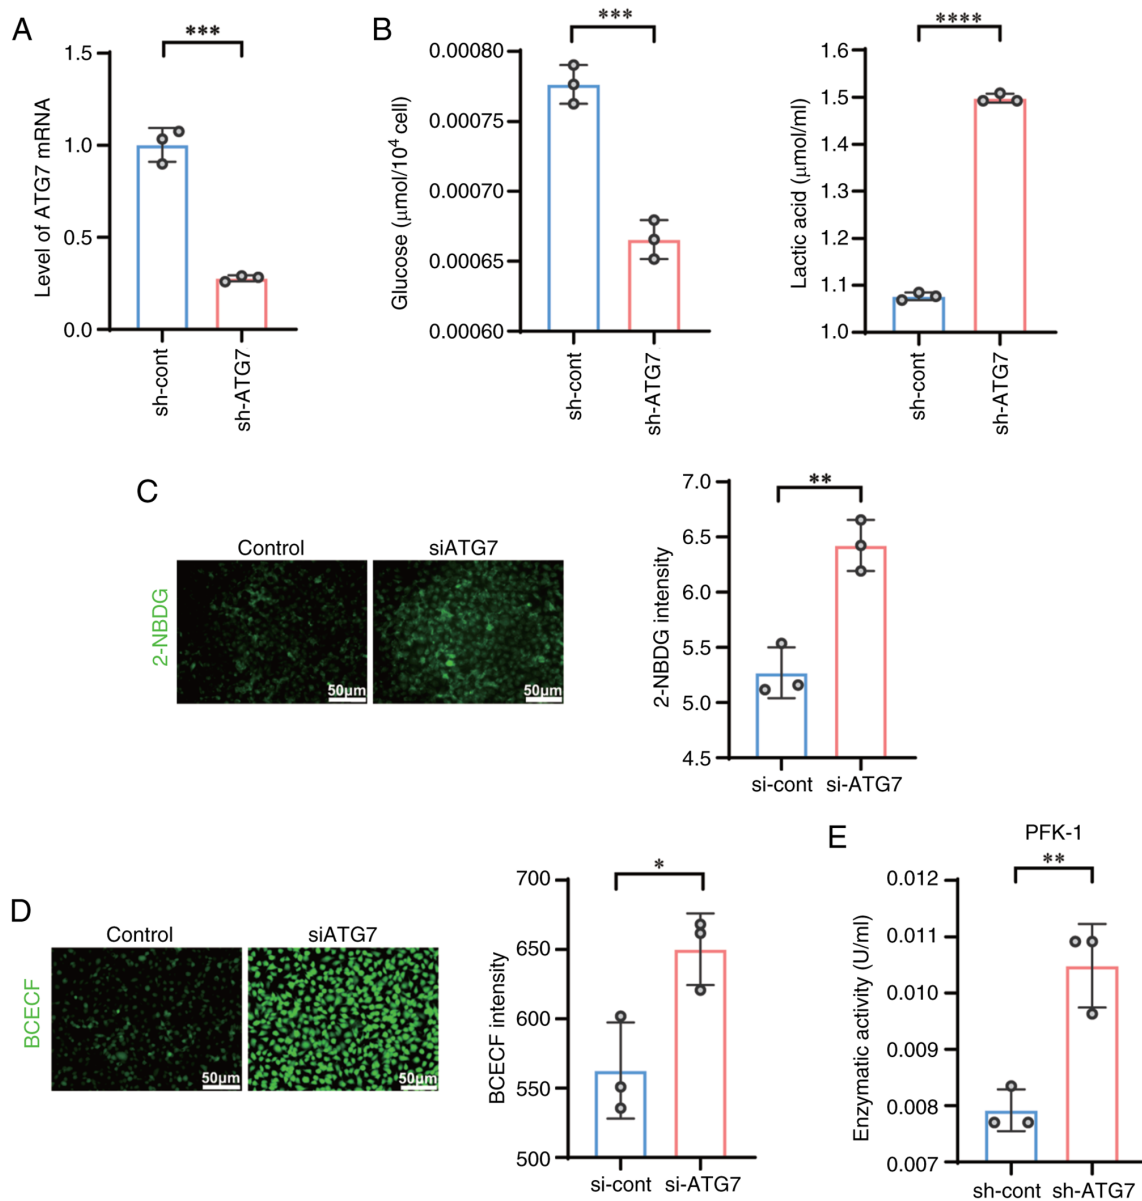 A
***
Level of ATG7 mRNA
1.5
1.0
0.5
0.0
sh-cont
sh-ATG7
B
***
Glucose (μmol/10⁴ cell)
0.00080
0.00075
0.00070
0.00065
0.00060
sh-cont
sh-ATG7
****
Lactic acid (μmol/ml)
1.6
1.5
1.4
1.3
1.2
1.1
1.0
sh-cont
sh-ATG7
C
Control
siATG7
2-NBDG
50μm
50μm
**
2-NBDG intensity
7.0
6.5
6.0
5.5
5.0
4.5
si-cont
si-ATG7
D
Control
siATG7
BCECF
50μm
50μm
*
BCECF intensity
700
650
600
550
500
si-cont
si-ATG7
E
PFK-1
**
Enzymatic activity (U/ml)
0.012
0.011
0.010
0.009
0.008
0.007
sh-cont
sh-ATG7